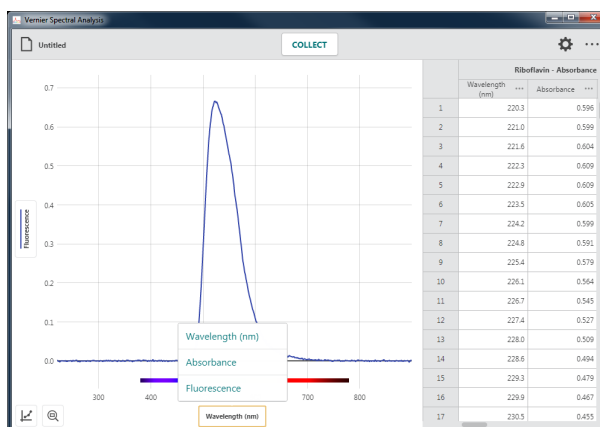 Vernier Spectral Analysis
Untitled
COLLECT
0.7
0.6
0.5
0.4
0.3
0.2
0.1
0.0
Fluorescence
Wavelength (nm)
Absorbance
Fluorescence
300
400
700
800
Wavelength (nm)
Riboflavin - Absorbance
Wavelength (nm) Absorbance
1 220.3 0.596
2 221.0 0.599
3 221.6 0.604
4 222.3 0.609
5 222.9 0.609
6 223.5 0.605
7 224.2 0.599
8 224.8 0.591
9 225.4 0.579
10 226.1 0.564
11 226.7 0.545
12 227.4 0.527
13 228.0 0.509
14 228.6 0.494
15 229.3 0.479
16 229.9 0.467
17 230.5 0.455